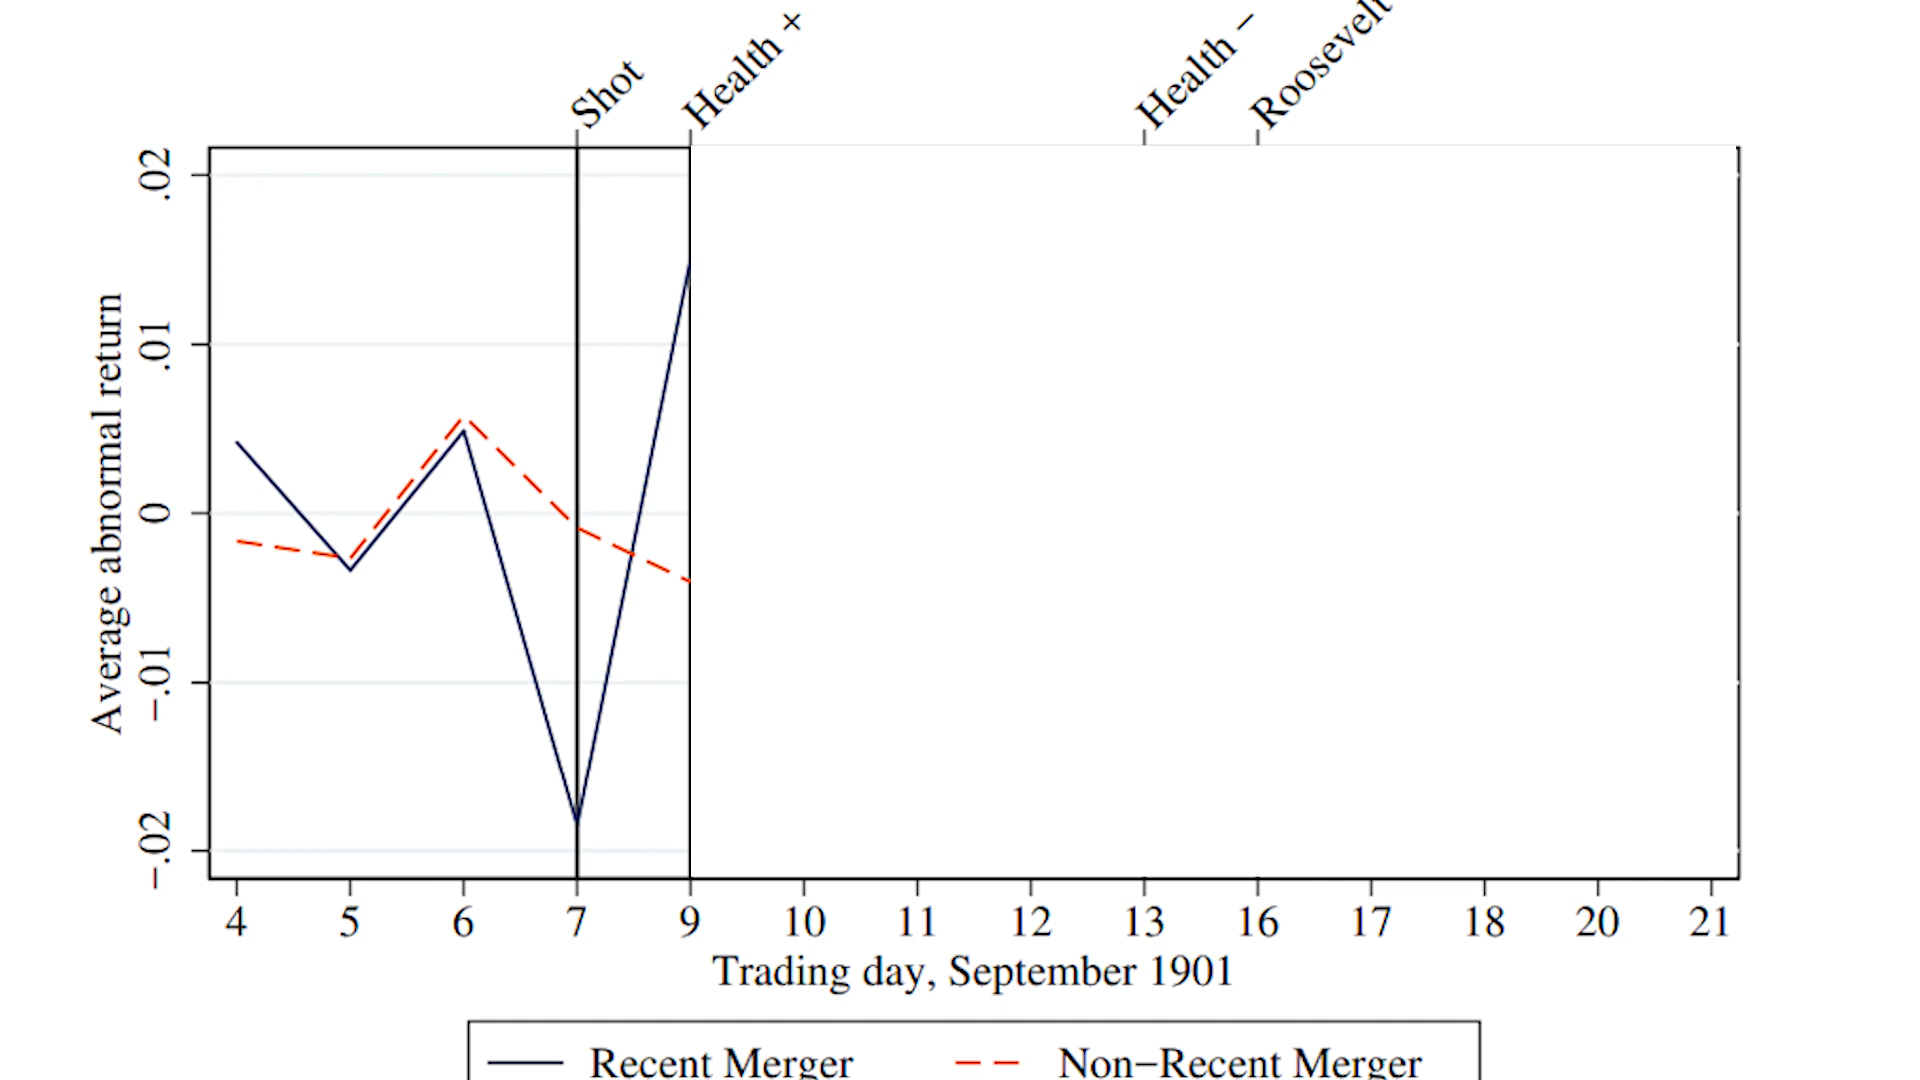 Shot
Health +
Health −
Roosevelt
Average abnormal return
.02
.01
0
−.01
−.02
4 5 6 7 9 10 11 12 13 16 17 18 20 21
Trading day, September 1901
Recent Merger Non−Recent Merger